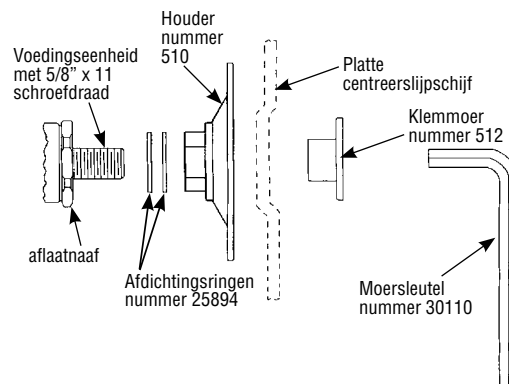 Houder
nummer
510
Voedingseenheid
met 5/8” x 11
schroefdraad
Platte
centreerslijpschijf
Klemmoer
nummer 512
aflaatnaaf
Afdichtingsringen
nummer 25894
Moersleutel
nummer 30110